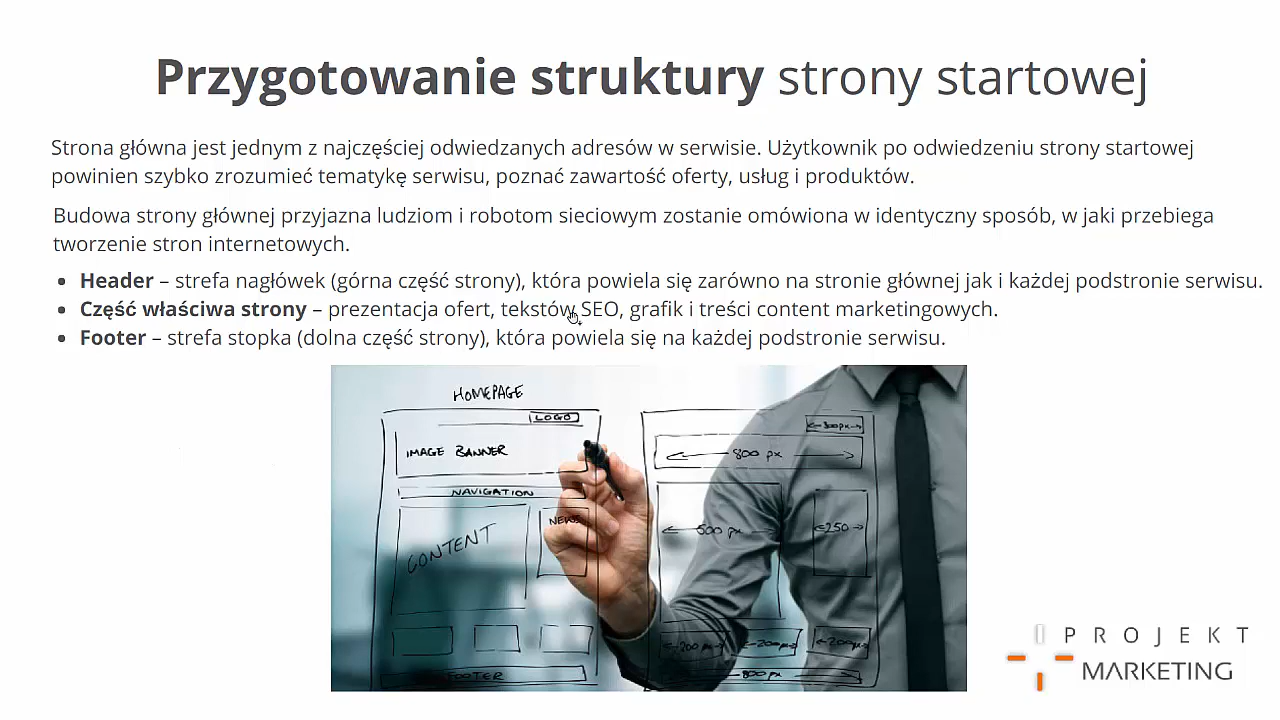 Przygotowanie struktury strony startowej
Strona główna jest jednym z najczęściej odwiedzanych adresów w serwisie. Użytkownik po odwiedzeniu strony startowej
powinien szybko zrozumieć tematykę serwisu, poznać zawartość oferty, usług i produktów.
Budowa strony głównej przyjazna ludziom i robotom sieciowym zostanie omówiona w identyczny sposób, w jaki przebiega
tworzenie stron internetowych.
• Header – strefa nagłówek (górna część strony), która powiela się zarówno na stronie głównej jak i każdej podstronie serwisu.
• Część właściwa strony – prezentacja ofert, tekstów SEO, grafik i treści content marketingowych.
• Footer – strefa stopka (dolna część strony), która powiela się na każdej podstronie serwisu.
HOMEPAGE
LOGO
IMAGE BANNER
800 px
NAVIGATION
NEWS
CONTENT
500 px
250
200 px
200px
200px
FOOTER
800 px
PROJEKT
MARKETING